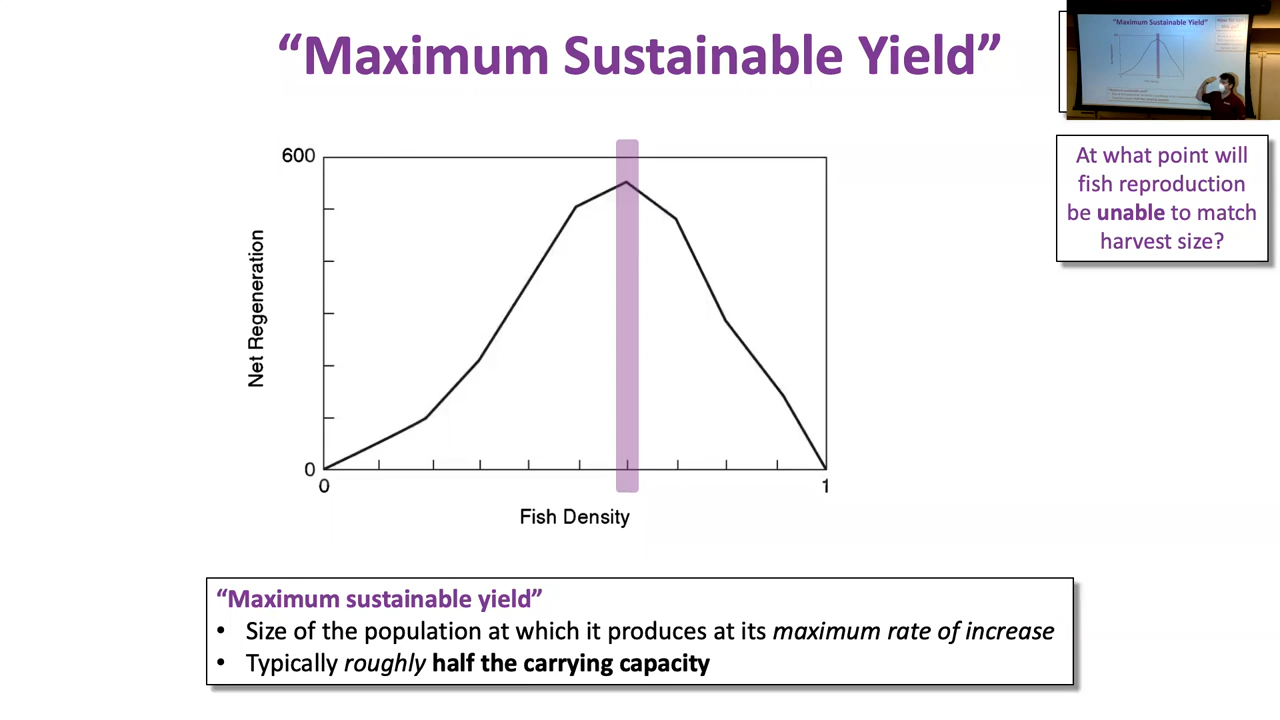 “Maximum Sustainable Yield”
“Maximum Sustainable Yield”
At what point will
fish reproduction
be unable to match
harvest size?
600
Net Regeneration
0
0
1
Fish Density
“Maximum sustainable yield”
• Size of the population at which it produces at its maximum rate of increase
• Typically roughly half the carrying capacity